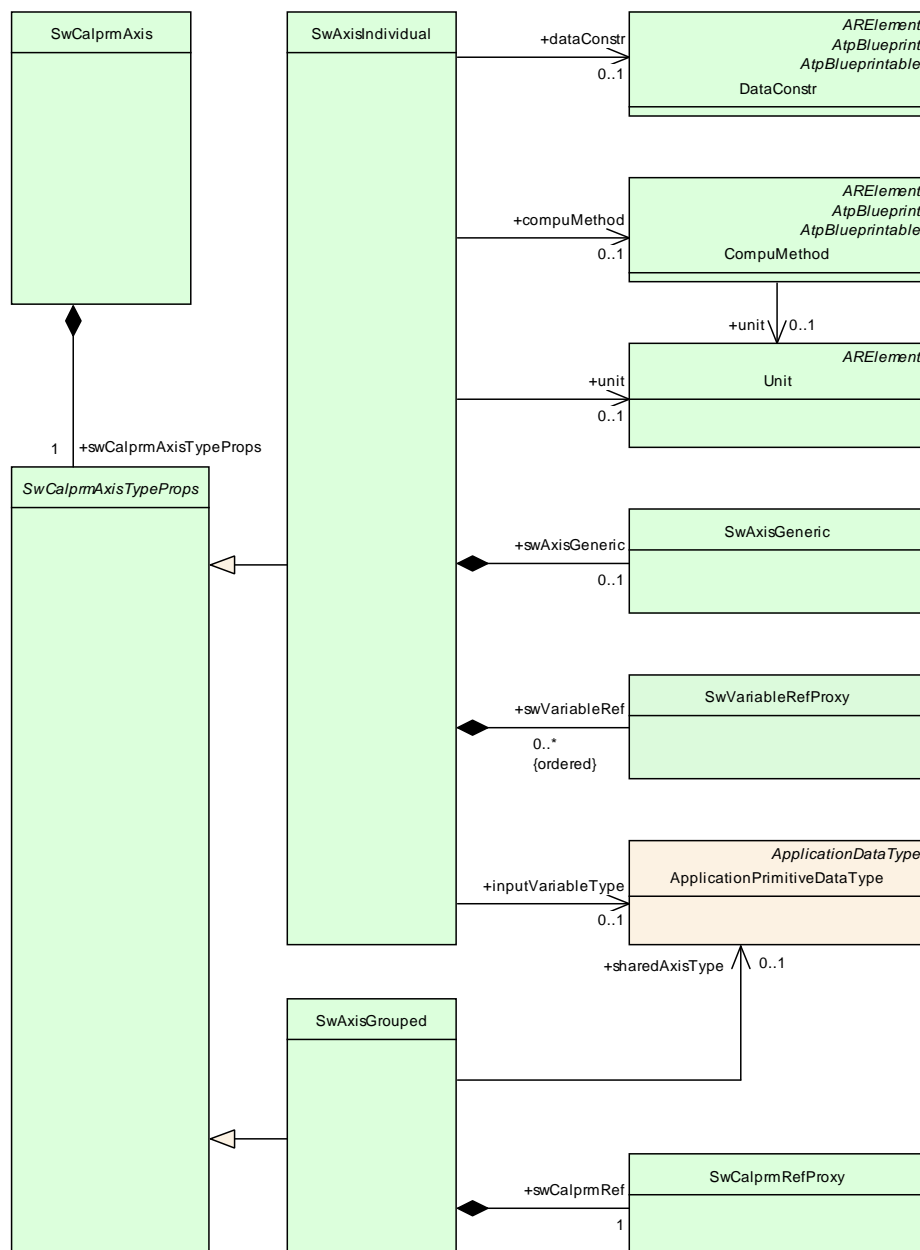 SwCalprmAxis
SwAxisIndividual
ARElement
AtpBlueprint
AtpBlueprintable
DataConstr
+dataConstr
0..1
ARElement
AtpBlueprint
AtpBlueprintable
CompuMethod
+compuMethod
0..1
+unit
0..1
ARElement
Unit
+unit
0..1
1
+swCalprmAxisTypeProps
SwCalprmAxisTypeProps
SwAxisGeneric
+swAxisGeneric
0..1
SwVariableRefProxy
+swVariableRef
0..*
{ordered}
ApplicationDataType
ApplicationPrimitiveDataType
+inputVariableType
0..1
+sharedAxisType
0..1
SwAxisGrouped
SwCalprmRefProxy
+swCalprmRef
1